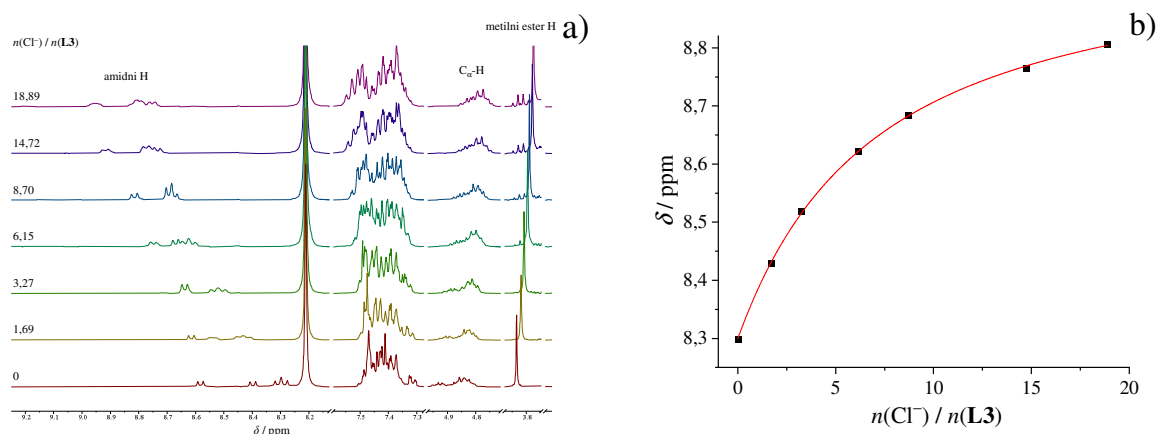 a)
metilni ester H
n(Cl⁻) / n(L3)
amidni H
Cα-H
18,89
14,72
8,70
6,15
3,27
1,69
0
9.2 9.1 9.0 8.9 8.8 8.7 8.6 8.5 8.4 8.3 8.2 7.5 7.4 7.3 4.9 4.8 3.8
δ / ppm
b)
8,8
8,7
8,6
8,5
8,4
8,3
δ / ppm
0 5 10 15 20
n(Cl⁻) / n(L3)